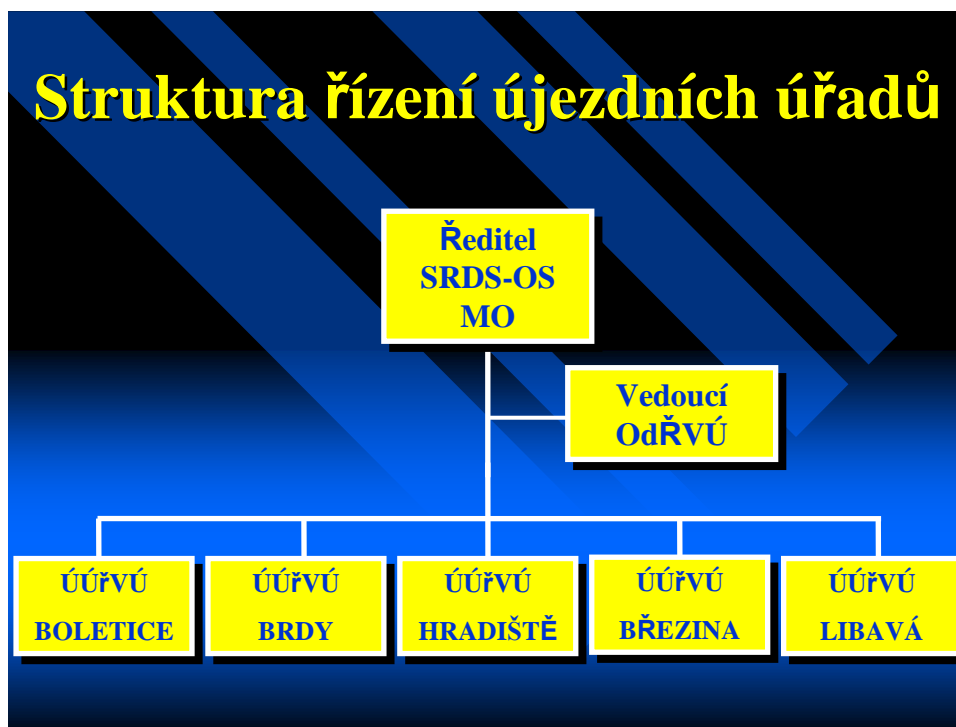 Struktura řízení újezdních úřadů
Ředitel
SRDS-OS
MO
Vedoucí
OdŘVÚ
ÚÚřVÚ
BOLETICE
ÚÚřVÚ
BRDY
ÚÚřVÚ
HRADIŠTĚ
ÚÚřVÚ
BŘEZINA
ÚÚřVÚ
LIBAVÁ